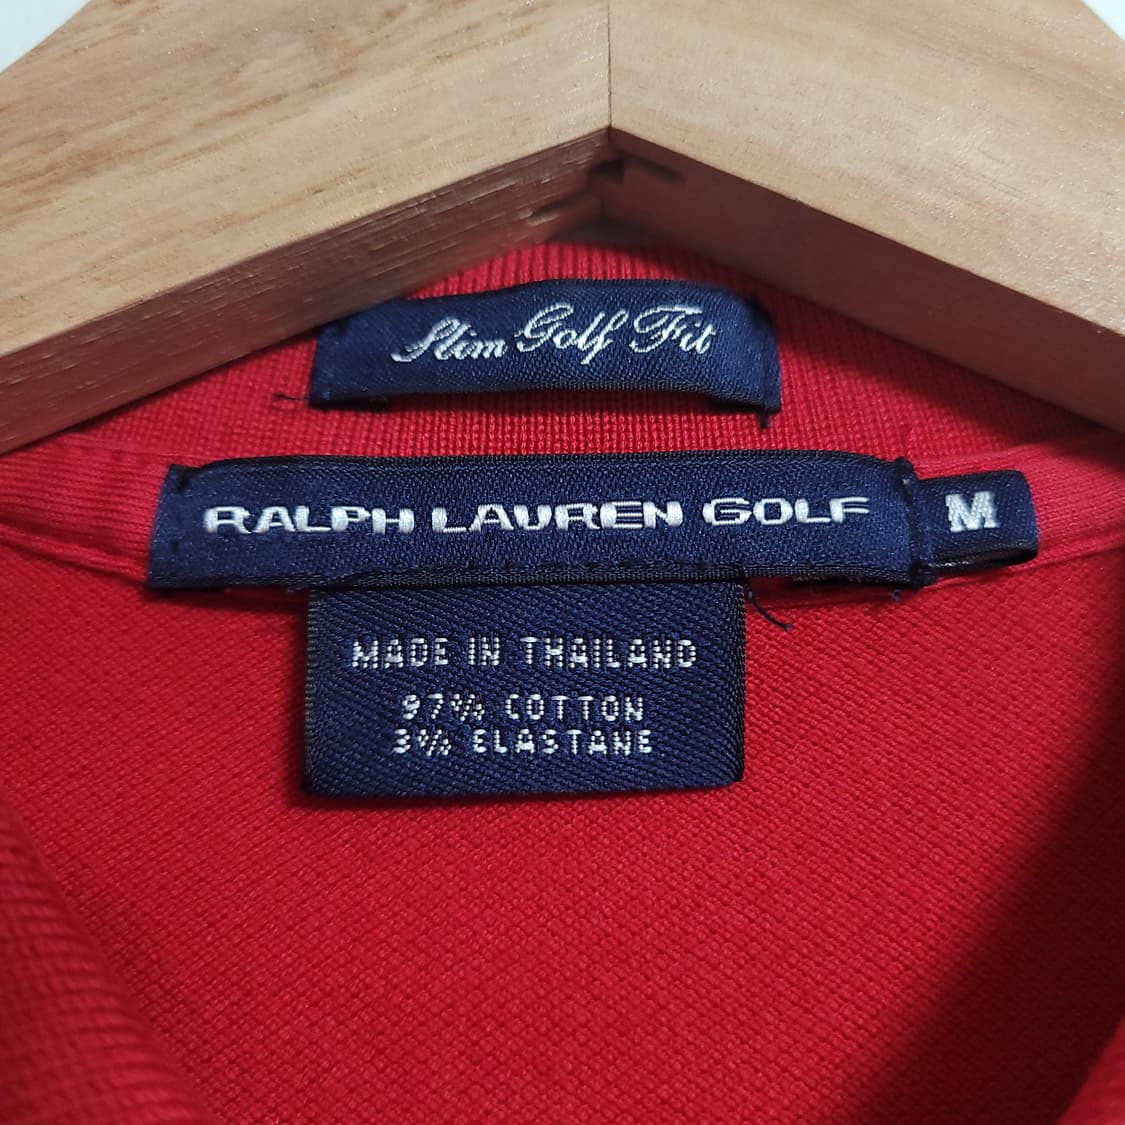 Slim Golf Fit
RALPH LAUREN GOLF
M
MADE IN THAILAND
97% COTTON
3% ELASTANE